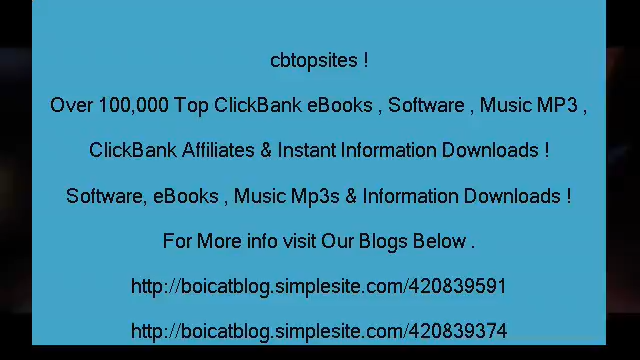 cbtopsites !
Over 100,000 Top ClickBank eBooks , Software , Music MP3 ,
ClickBank Affiliates & Instant Information Downloads !
Software, eBooks , Music Mp3s & Information Downloads !
For More info visit Our Blogs Below .
http://boicatblog.simplesite.com/420839591
http://boicatblog.simplesite.com/420839374